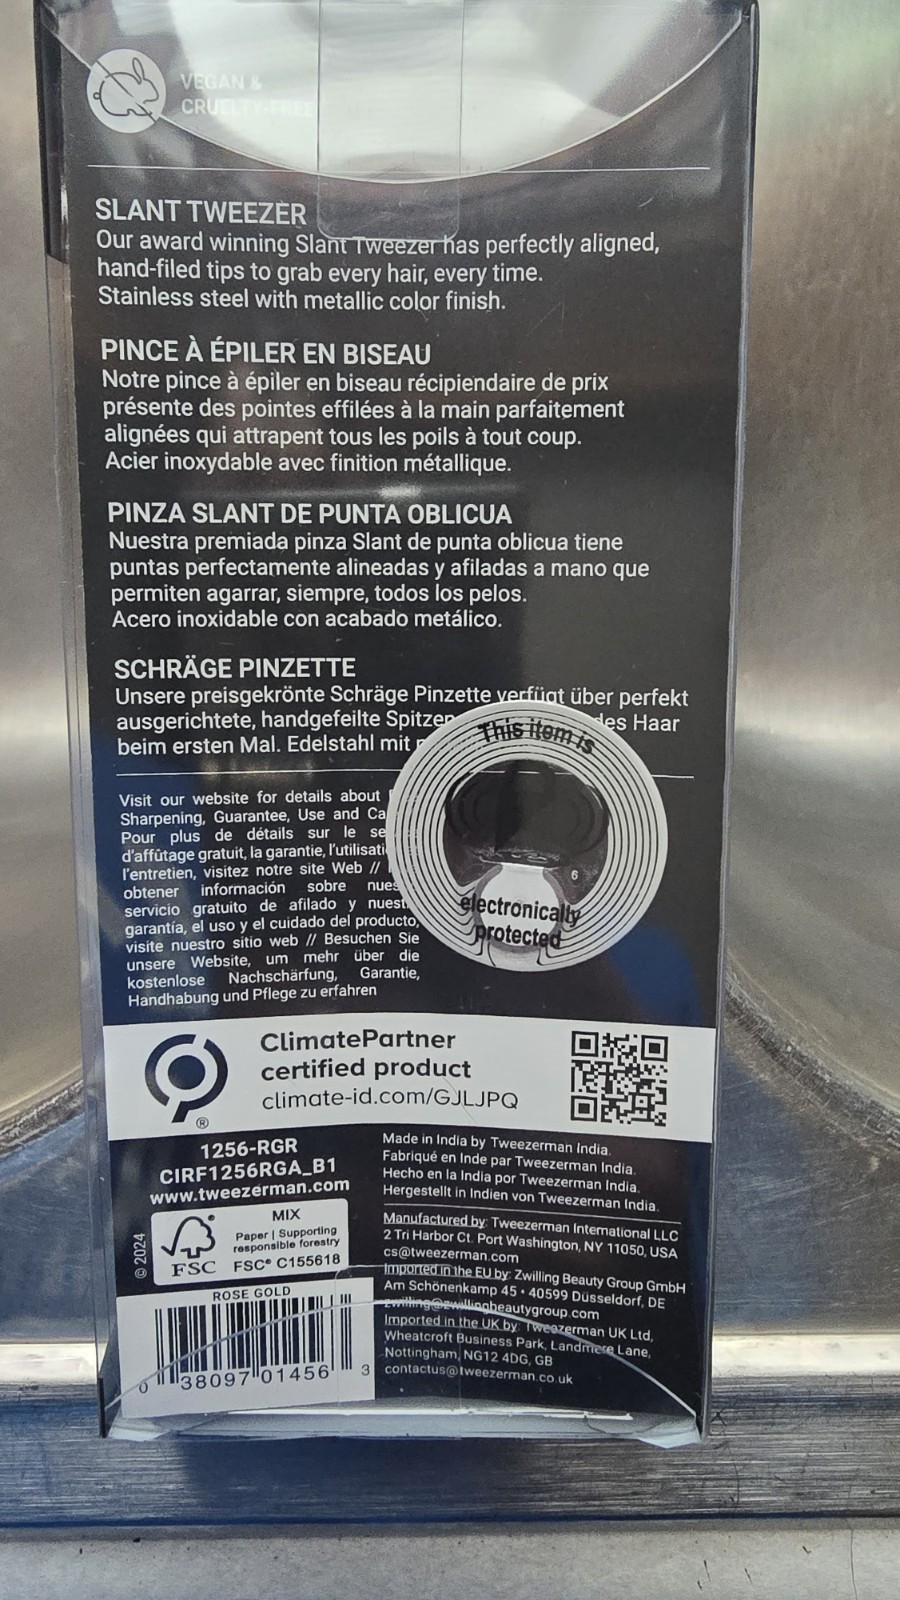 VEGAN &
CRUELTY-FREE
SLANT TWEEZER
Our award winning Slant Tweezer has perfectly aligned,
hand-filed tips to grab every hair, every time.
Stainless steel with metallic color finish.
PINCE À ÉPILER EN BISEAU
Notre pince à épiler en biseau récipiendaire de prix
présente des pointes effilées à la main parfaitement
alignées qui attrapent tous les poils à tout coup.
Acier inoxydable avec finition métallique.
PINZA SLANT DE PUNTA OBLICUA
Nuestra premiada pinza Slant de punta oblicua tiene
puntas perfectamente alineadas y afiladas a mano que
permiten agarrar, siempre, todos los pelos.
Acero inoxidable con acabado metálico.
SCHRÄGE PINZETTE
Unsere preisgekrönte Schräge Pinzette verfügt über perfekt
ausgerichtete, handgefeilte Spitzen Haar
beim ersten Mal. Edelstahl mit
This item is
6
electronically
protected
Visit our website for details about
Sharpening, Guarantee, Use and
Pour plus de détails sur le
d'affûtage gratuit, la garantie,
l'entretien, visitez notre site Web //
obtener información sobre
servicio gratuito de afilado y
garantía, el uso y el cuidado del producto,
visite nuestro sitio web // Besuchen Sie
unsere Website, um mehr über die
kostenlose Nachschärfung, Garantie,
Handhabung und Pflege zu erfahren
ClimatePartner
certified product
climate-id.com/GJLJPQ
®
1256-RGR
CIRF1256RGA_B1
www.tweezerman.com
© 2024
FSC
MIX
Paper | Supporting
responsible forestry
FSC® C155618
ROSE GOLD
0 38097 01456 3
Made in India by Tweezerman India.
Fabriqué en Inde par Tweezerman India.
Hecho en la India por Tweezerman India.
Hergestellt in Indien von Tweezerman India.
Manufactured by: Tweezerman International LLC
2 Tri Harbor Ct. Port Washington, NY 11050, USA
cs@tweezerman.com
Imported in the EU by: Zwilling Beauty Group GmbH
Am Schönenkamp 45 • 40599 Düsseldorf, DE
zwilling@zwillingbeautygroup.com
Imported in the UK by: Tweezerman UK Ltd,
Wheatcroft Business Park, Landmere Lane,
Nottingham, NG12 4DG, GB
contactus@tweezerman.co.uk